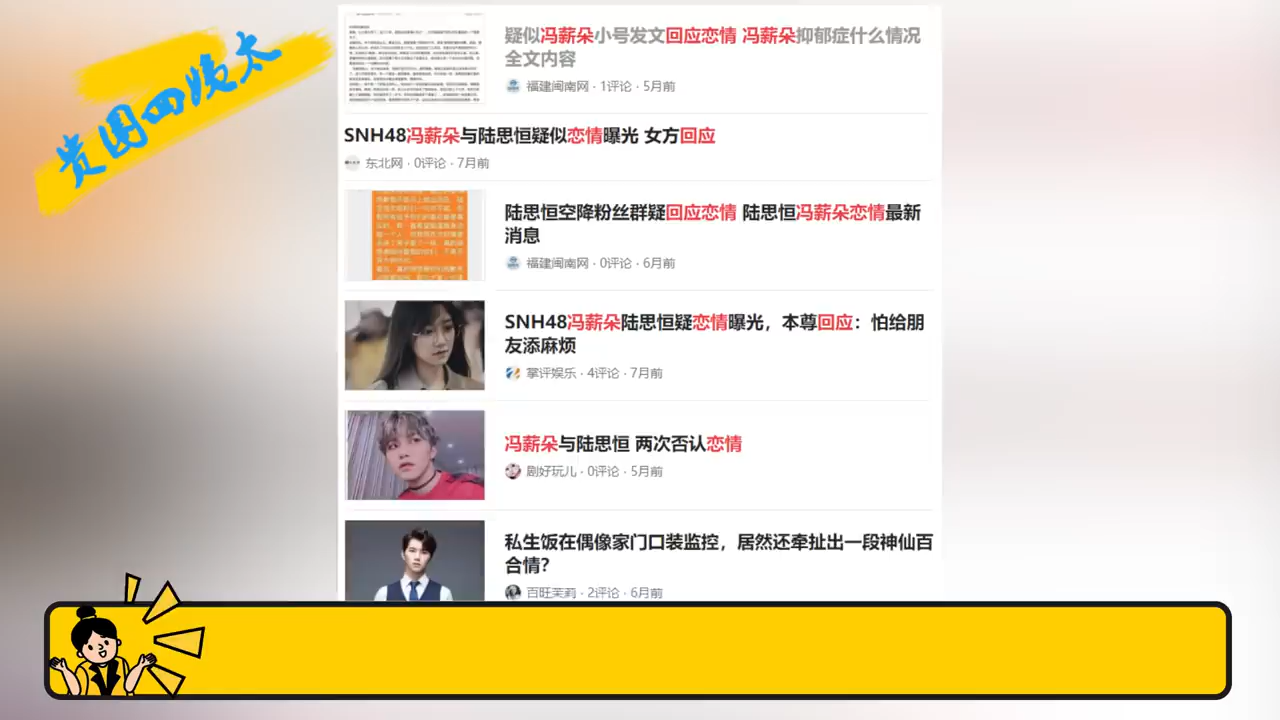 贵圈四姨太
疑似冯薪朵小号发文回应恋情 冯薪朵抑郁症什么情况
全文内容
福建闽南网 · 1评论 · 5月前
SNH48冯薪朵与陆思恒疑似恋情曝光 女方回应
东北网 · 0评论 · 7月前
陆思恒空降粉丝群疑回应恋情 陆思恒冯薪朵恋情最新
消息
福建闽南网 · 0评论 · 6月前
SNH48冯薪朵陆思恒疑恋情曝光，本尊回应：怕给朋
友添麻烦
掌评娱乐 · 4评论 · 7月前
冯薪朵与陆思恒 两次否认恋情
剧好玩儿 · 0评论 · 5月前
私生饭在偶像家门口装监控，居然还牵扯出一段神仙百
合情？
百旺茉莉 · 2评论 · 6月前